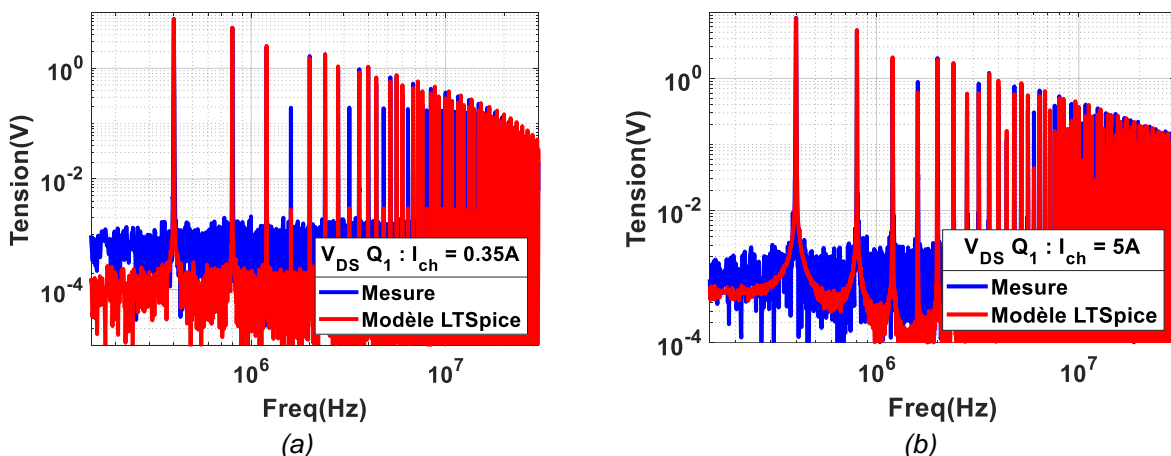 Tension(V)
10^0
10^-2
10^-4
10^6
10^7
Freq(Hz)
V_DS Q_1 : I_ch = 0.35A
Mesure
Modèle LTSpice
(a)
Tension(V)
10^0
10^-2
10^-4
10^6
10^7
Freq(Hz)
V_DS Q_1 : I_ch = 5A
Mesure
Modèle LTSpice
(b)